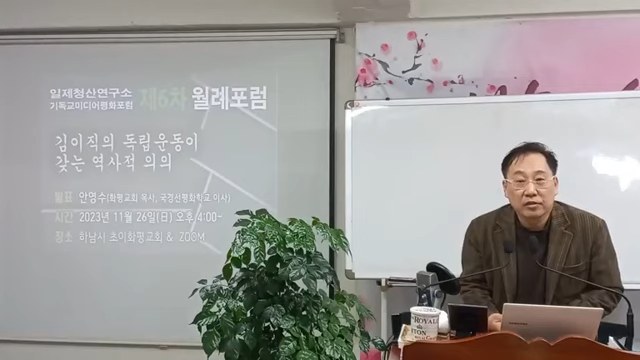 일제청산연구소
기독교미디어평화포럼
제6차 월례포럼
김이직의 독립운동이
갖는 역사적 의의
발표 안영수(화평교회 목사, 국경선평화학교 이사)
시간 2023년 11월 26일(일) 오후 4:00~
장소 하남시 초이화평교회 & ZOOM
ROYAL
TON